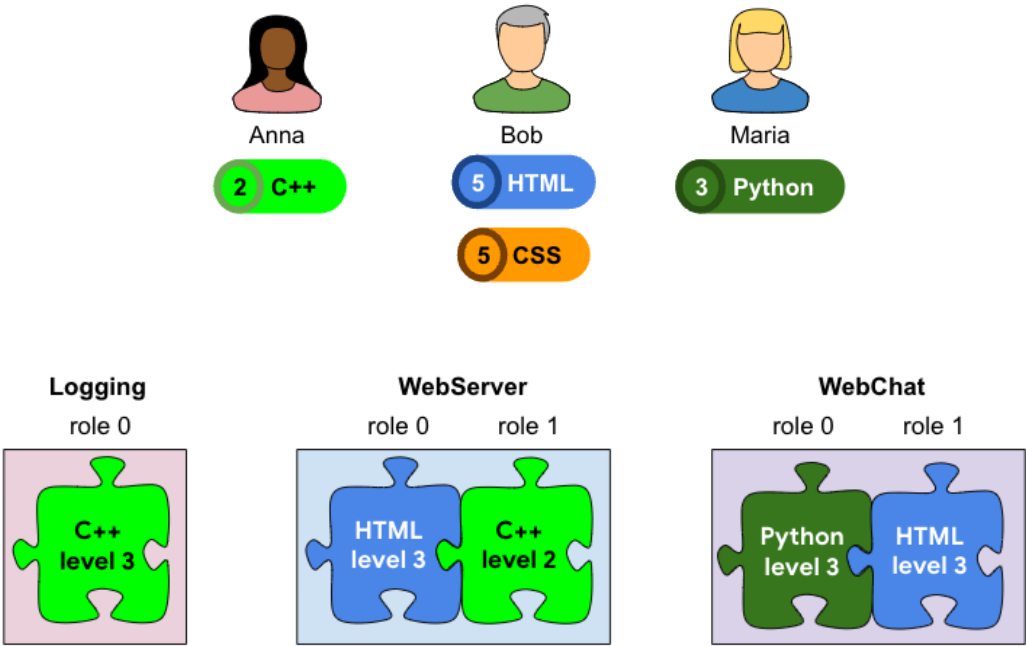 Anna
Bob
Maria
2 C++
5 HTML
3 Python
5 CSS
Logging
WebServer
WebChat
role 0
role 0
role 1
role 0
role 1
C++
level 3
HTML
level 3
C++
level 2
Python
level 3
HTML
level 3